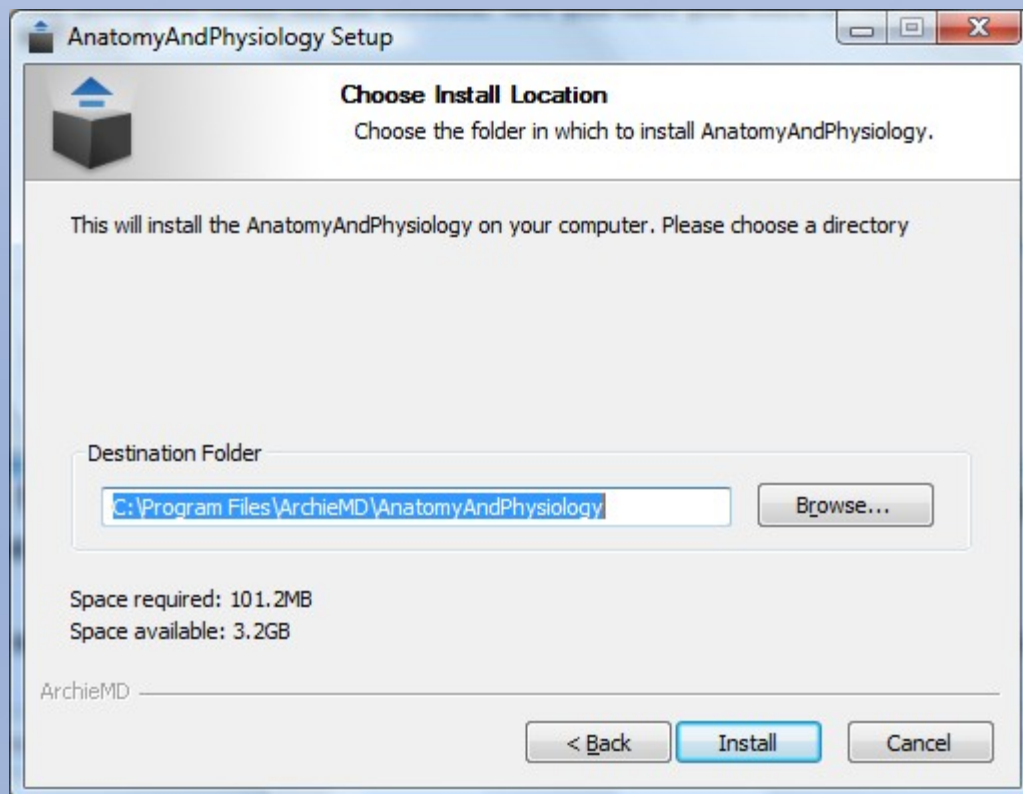 AnatomyAndPhysiology Setup
Choose Install Location
Choose the folder in which to install AnatomyAndPhysiology.
This will install the AnatomyAndPhysiology on your computer. Please choose a directory
Destination Folder
C:\Program Files\ArchieMD\AnatomyAndPhysiology
Browse...
Space required: 101.2MB
Space available: 3.2GB
ArchieMD
< Back
Install
Cancel